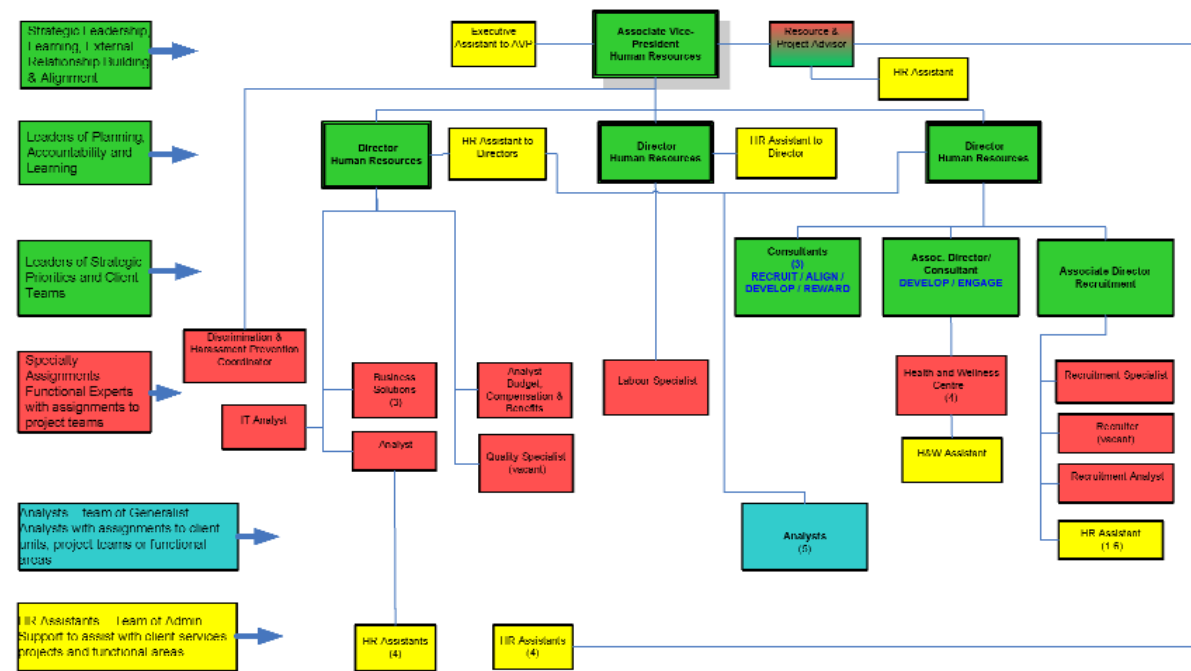 Strategic Leadership,
Learning, External
Relationship Building
& Alignment
Executive
Assistant to AVP
Associate Vice-
President
Human Resources
Resource &
Project Advisor
HR Assistant
Leaders of Planning,
Accountability and
Learning
Director
Human Resources
HR Assistant to
Directors
Director
Human Resources
HR Assistant to
Director
Director
Human Resources
Leaders of Strategic
Priorities and Client
Teams
Consultants
(3)
RECRUIT / ALIGN /
DEVELOP / REWARD
Assoc. Director/
Consultant
DEVELOP / ENGAGE
Associate Director
Recruitment
Discrimination &
Harassment Prevention
Coordinator
Specialty
Assignments
Functional Experts
with assignments to
project teams
Business
Solutions
(3)
Analyst
Budget,
Compensation &
Benefits
Labour Specialist
Health and Wellness
Centre
(4)
Recruitment Specialist
IT Analyst
Analyst
Quality Specialist
(vacant)
H&W Assistant
Recruiter
(vacant)
Recruitment Analyst
Analysts team of Generalist
Analysts with assignments to client
units, project teams or functional
areas
Analysts
HR Assistant
HR Assistants Team of Admin
Support to assist with client services
projects and functional areas
HR Assistants
(4)
HR Assistants
(4)